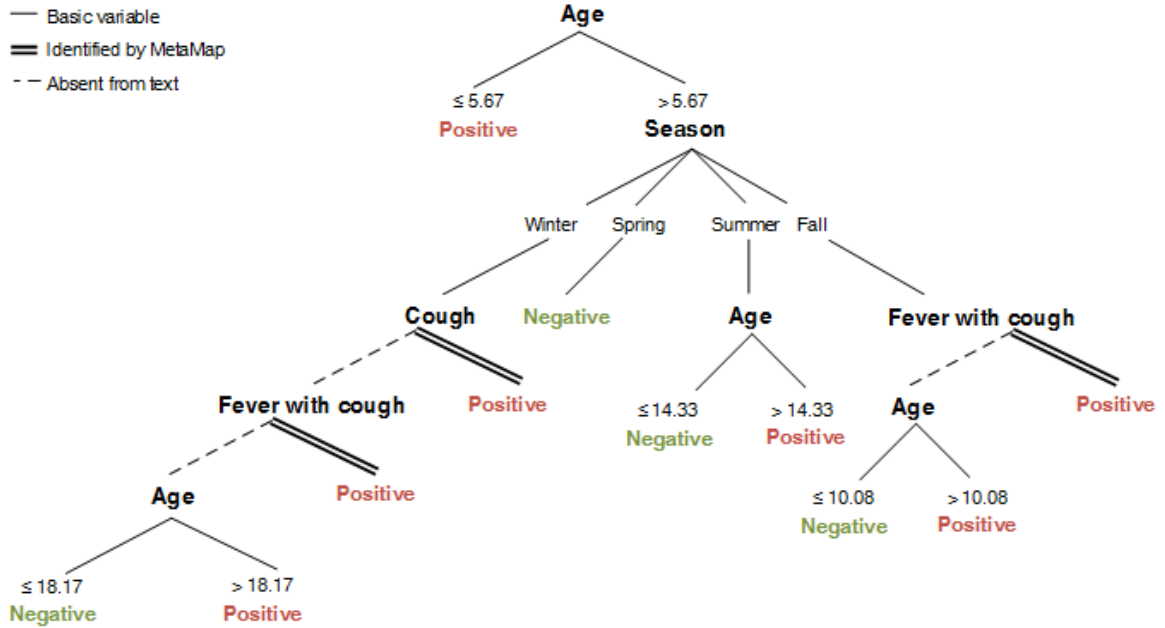 Basic variable
Identified by MetaMap
Absent from text
Age
≤ 5.67
> 5.67
Positive
Season
Winter
Spring
Summer
Fall
Cough
Negative
Age
Fever with cough
Fever with cough
Positive
≤ 14.33
> 14.33
Negative
Positive
Age
Positive
Age
Positive
≤ 10.08
> 10.08
Negative
Positive
≤ 18.17
> 18.17
Negative
Positive